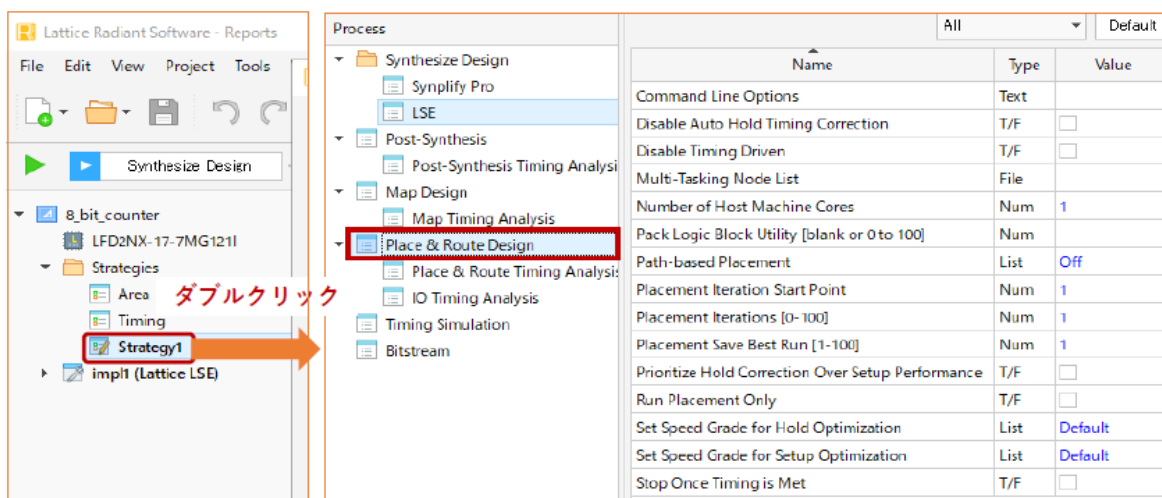 Lattice Radiant Software - Reports
File Edit View Project Tools
Synthesize Design
8_bit_counter
LFD2NX-17-7MG121I
Strategies
Area
Timing
Strategy1
impl1 (Lattice LSE)
ダブルクリック
Process
Synthesize Design
Synplify Pro
LSE
Post-Synthesis
Post-Synthesis Timing Analysi
Map Design
Map Timing Analysis
Place & Route Design
Place & Route Timing Analysis
IO Timing Analysis
Timing Simulation
Bitstream
All Default
Name Type Value
Command Line Options Text
Disable Auto Hold Timing Correction T/F
Disable Timing Driven T/F
Multi-Tasking Node List File
Number of Host Machine Cores Num 1
Pack Logic Block Utility [blank or 0 to 100] Num
Path-based Placement List Off
Placement Iteration Start Point Num 1
Placement Iterations [0-100] Num 1
Placement Save Best Run [1-100] Num 1
Prioritize Hold Correction Over Setup Performance T/F
Run Placement Only T/F
Set Speed Grade for Hold Optimization List Default
Set Speed Grade for Setup Optimization List Default
Stop Once Timing is Met T/F